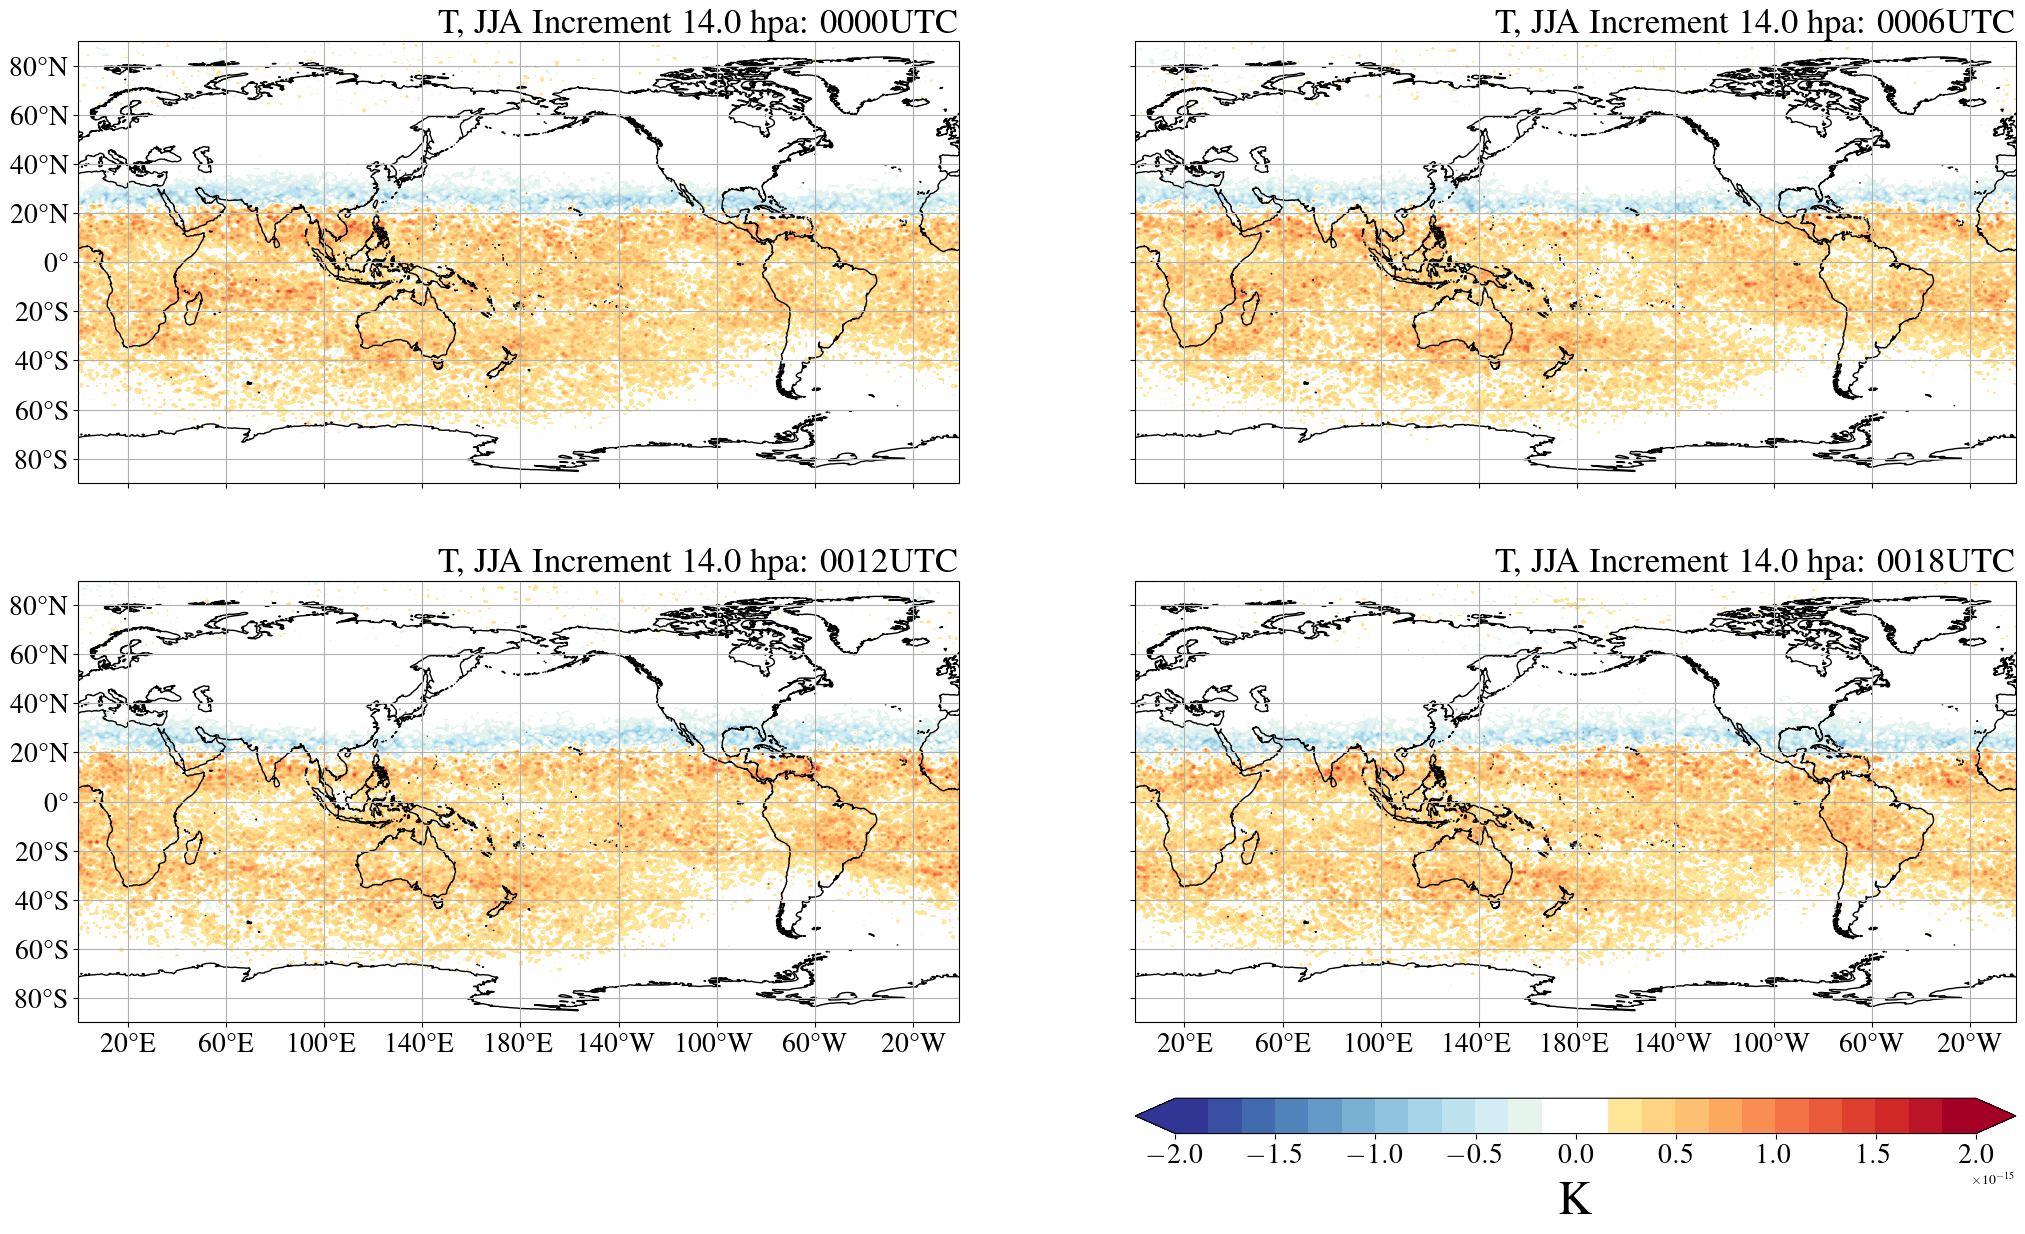 T, JJA Increment 14.0 hpa: 0000UTC
T, JJA Increment 14.0 hpa: 0006UTC
80°N
60°N
40°N
20°N
0°
20°S
40°S
60°S
80°S
T, JJA Increment 14.0 hpa: 0012UTC
T, JJA Increment 14.0 hpa: 0018UTC
80°N
60°N
40°N
20°N
0°
20°S
40°S
60°S
80°S
20°E 60°E 100°E 140°E 180°E 140°W 100°W 60°W 20°W
20°E 60°E 100°E 140°E 180°E 140°W 100°W 60°W 20°W
−2.0 −1.5 −1.0 −0.5 0.0 0.5 1.0 1.5 2.0
×10⁻¹⁵
K